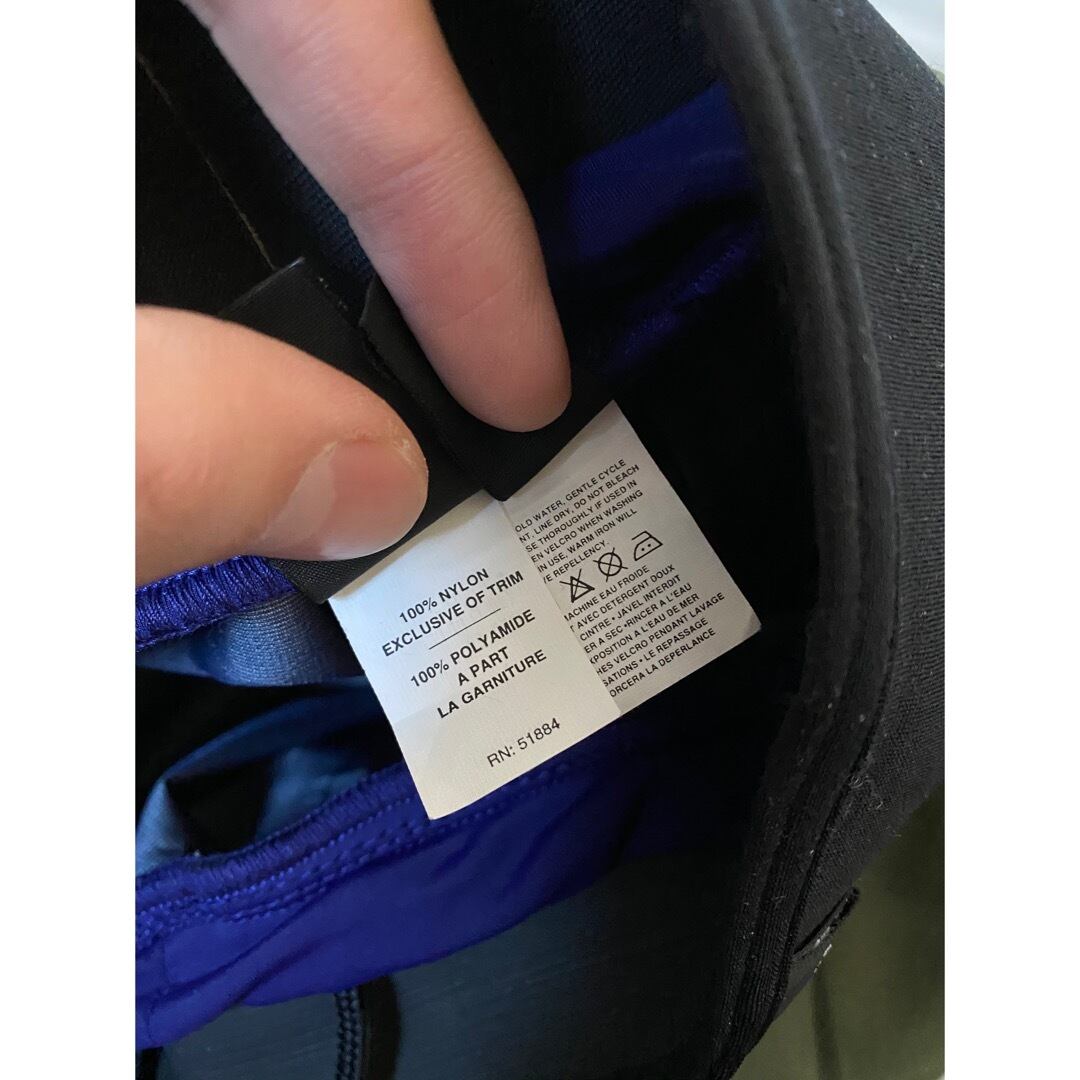 100% NYLON
EXCLUSIVE OF TRIM
100% POLYAMIDE
A PART
LA GARNITURE
RN: 51884
OLD WATER, GENTLE CYCLE
NT, LINE DRY, DO NOT BLEACH
SE THOROUGHLY IF USED IN
EN VELCRO WHEN WASHING
IN USE, WARM IRON WILL
E REPELLENCY.
MACHINE EAU FROIDE
AVEC DETERGENT DOUX
CINTRE • JAVEL INTERDIT
ER A SEC • RINCER A L'EAU
XPOSITION A L'EAU DE MER
HES VELCRO PENDANT LAVAGE
SATIONS • LE REPASSAGE
ORCERA LA DEPERLANCE